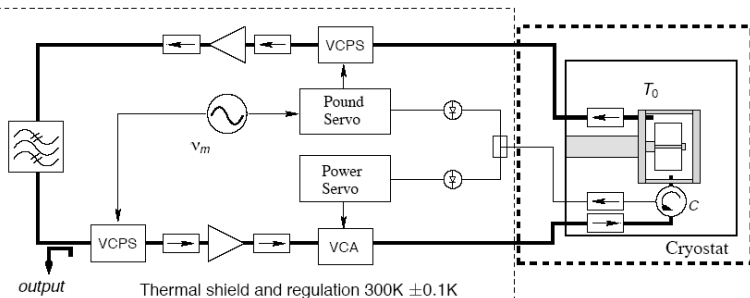 VCPS
Pound
Servo
T₀
νₘ
Power
Servo
C
VCPS
VCA
Cryostat
output
Thermal shield and regulation 300K ±0.1K